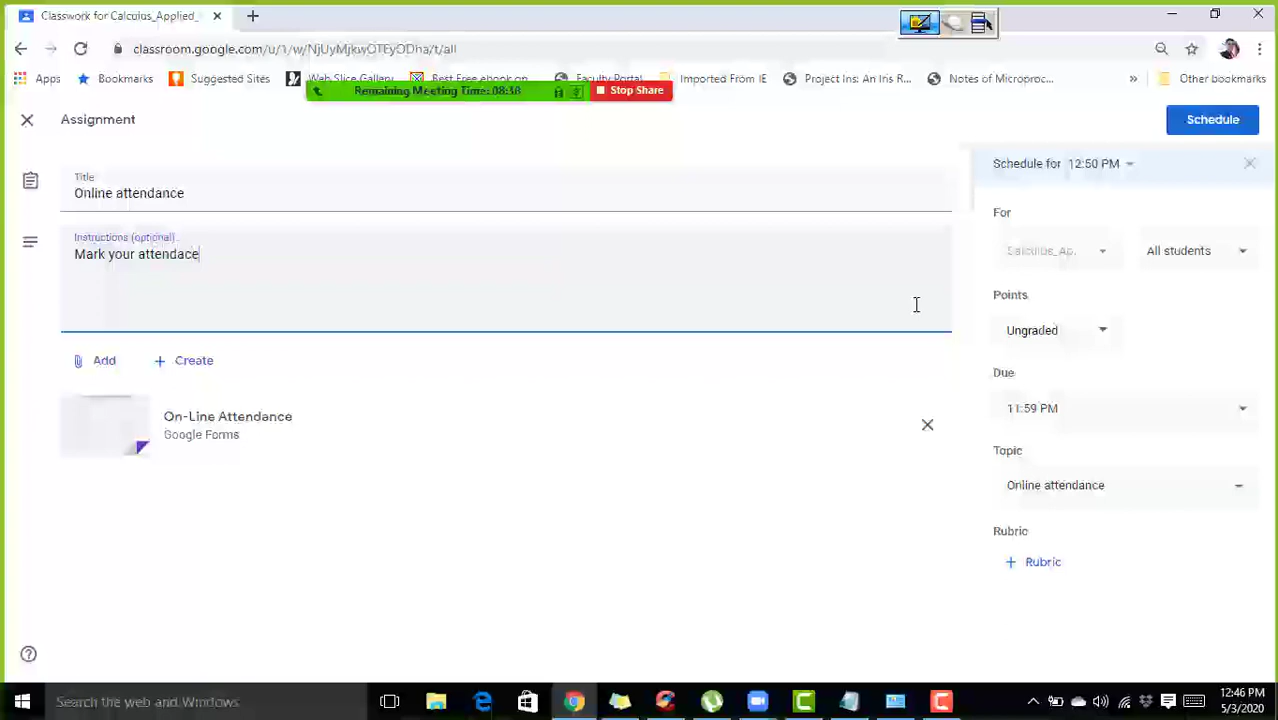 Classwork for Calculus_Applied_
classroom.google.com/u/1/w/NjUyMjkwOTEyODha/t/all
Apps Bookmarks Suggested Sites Web Slice Gallery Best Free ebook on Faculty Portal Imported From IE Project Ins: An Iris R... Notes of Microproc... » Other bookmarks
Remaining Meeting Time: 08:38 Stop Share
Assignment Schedule
Schedule for 12:50 PM
Title
Online attendance
For
Instructions (optional)
Mark your attendace
All students
Points
Ungraded
Add Create
Due
11:59 PM
On-Line Attendance
Google Forms
Topic
Online attendance
Rubric
Rubric
Search the web and Windows
12:46 PM
5/3/2020